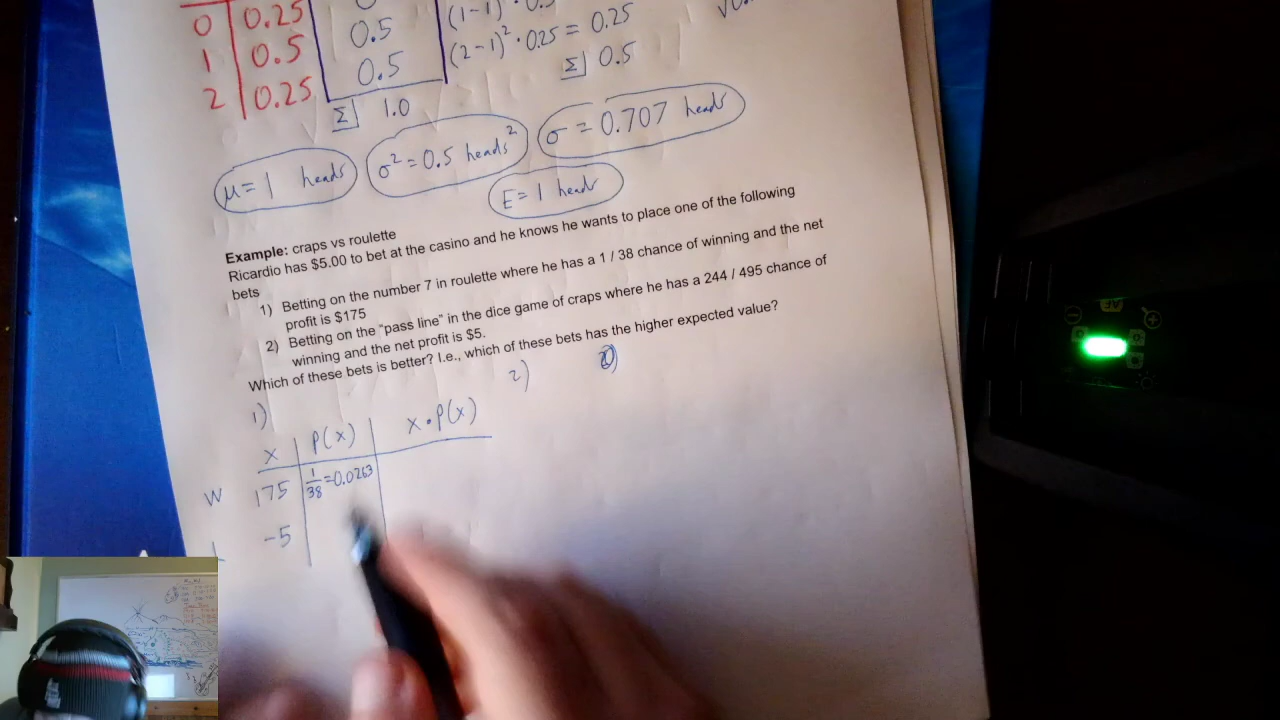 0 0.25 0
1 0.5 0.5 (1-1)² · 0.5
2 0.25 0.5 (2-1)² · 0.25 = 0.25
Σ 1.0 Σ 0.5
μ = 1 heads σ² = 0.5 heads² σ = 0.707 heads
E = 1 heads
Example: craps vs roulette
Ricardio has $5.00 to bet at the casino and he knows he wants to place one of the following
bets
1) Betting on the number 7 in roulette where he has a 1 / 38 chance of winning and the net
profit is $175
2) Betting on the "pass line" in the dice game of craps where he has a 244 / 495 chance of
winning and the net profit is $5.
Which of these bets is better? I.e., which of these bets has the higher expected value?
1) 2)
x P(x) x·P(x)
W 175 1/38=0.0263
-5